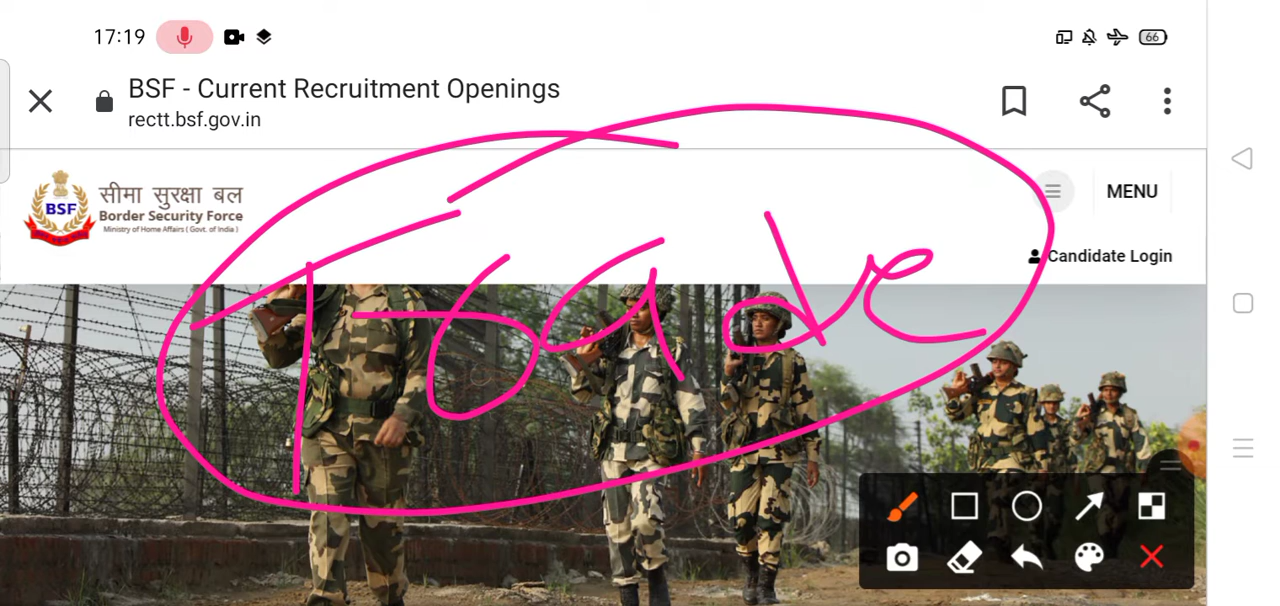 17:19
66
BSF - Current Recruitment Openings
rectt.bsf.gov.in
सीमा सुरक्षा बल
BSF
Border Security Force
Ministry of Home Affairs ( Govt. of India )
MENU
Candidate Login